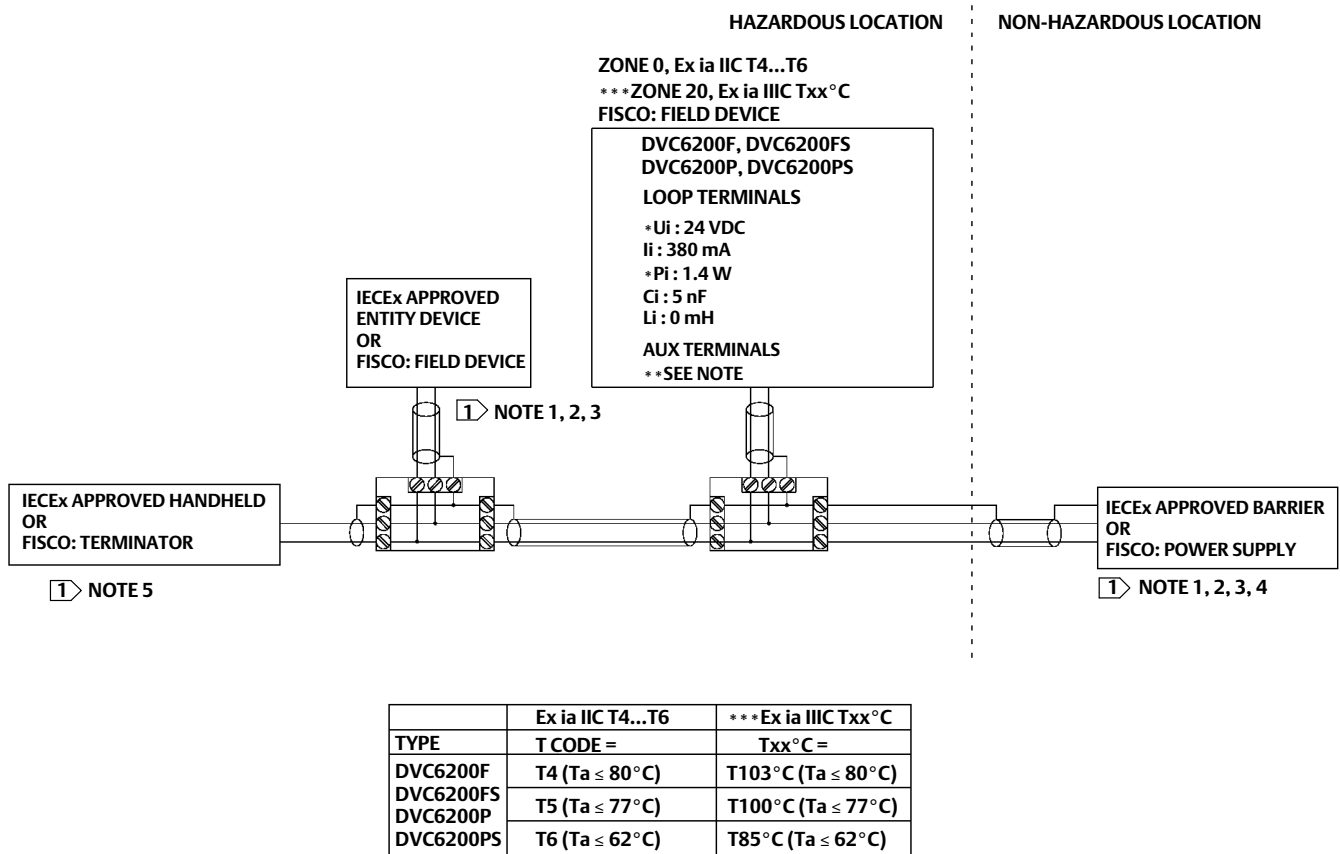 HAZARDOUS LOCATION
NON-HAZARDOUS LOCATION
ZONE 0, Ex ia IIC T4...T6
***ZONE 20, Ex ia IIIC Txx°C
FISCO: FIELD DEVICE
DVC6200F, DVC6200FS
DVC6200P, DVC6200PS
LOOP TERMINALS
*Ui : 24 VDC
Ii : 380 mA
*Pi : 1.4 W
Ci : 5 nF
Li : 0 mH
AUX TERMINALS
**SEE NOTE
IECEx APPROVED
ENTITY DEVICE
OR
FISCO: FIELD DEVICE
1 NOTE 1, 2, 3
IECEx APPROVED HANDHELD
OR
FISCO: TERMINATOR
1 NOTE 5
IECEx APPROVED BARRIER
OR
FISCO: POWER SUPPLY
1 NOTE 1, 2, 3, 4
Ex ia IIC T4...T6 ***Ex ia IIIC Txx°C
TYPE T CODE = Txx°C =
DVC6200F
DVC6200FS
DVC6200P
DVC6200PS
T4 (Ta ≤ 80°C) T103°C (Ta ≤ 80°C)
T5 (Ta ≤ 77°C) T100°C (Ta ≤ 77°C)
T6 (Ta ≤ 62°C) T85°C (Ta ≤ 62°C)